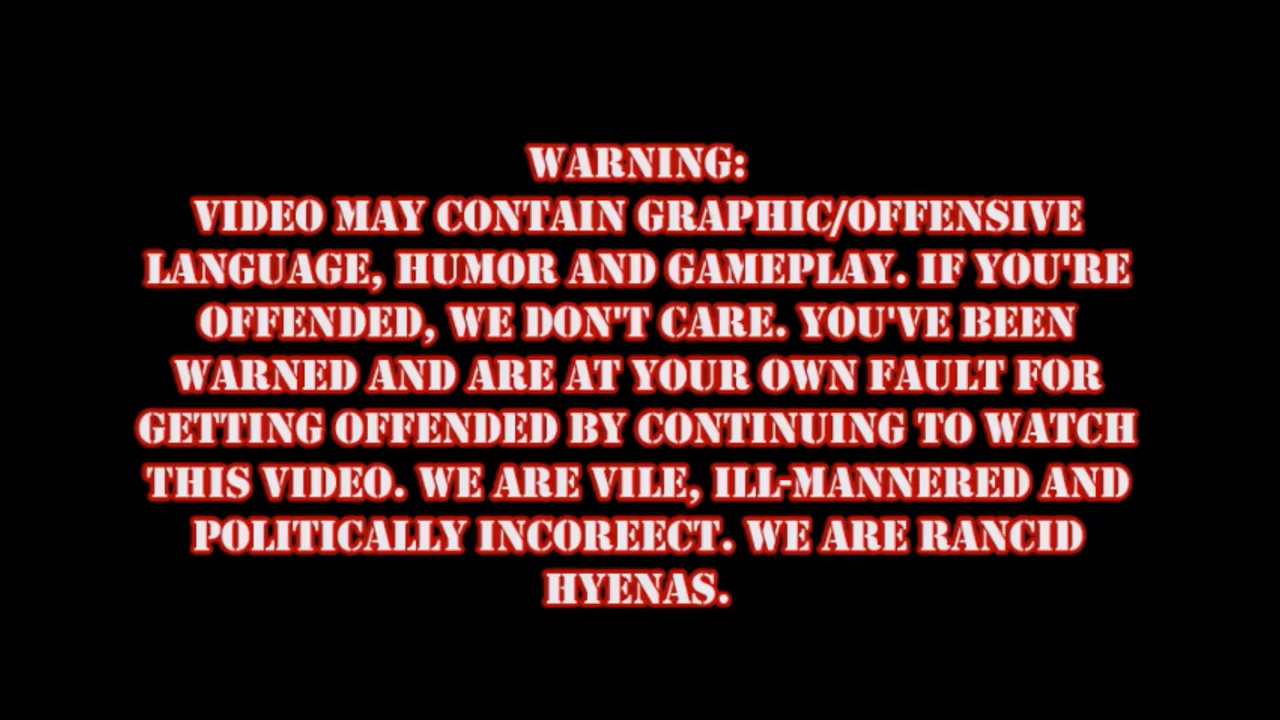 WARNING:
VIDEO MAY CONTAIN GRAPHIC/OFFENSIVE
LANGUAGE, HUMOR AND GAMEPLAY. IF YOU'RE
OFFENDED, WE DON'T CARE. YOU'VE BEEN
WARNED AND ARE AT YOUR OWN FAULT FOR
GETTING OFFENDED BY CONTINUING TO WATCH
THIS VIDEO. WE ARE VILE, ILL-MANNERED AND
POLITICALLY INCOREECT. WE ARE RANCID
HYENAS.